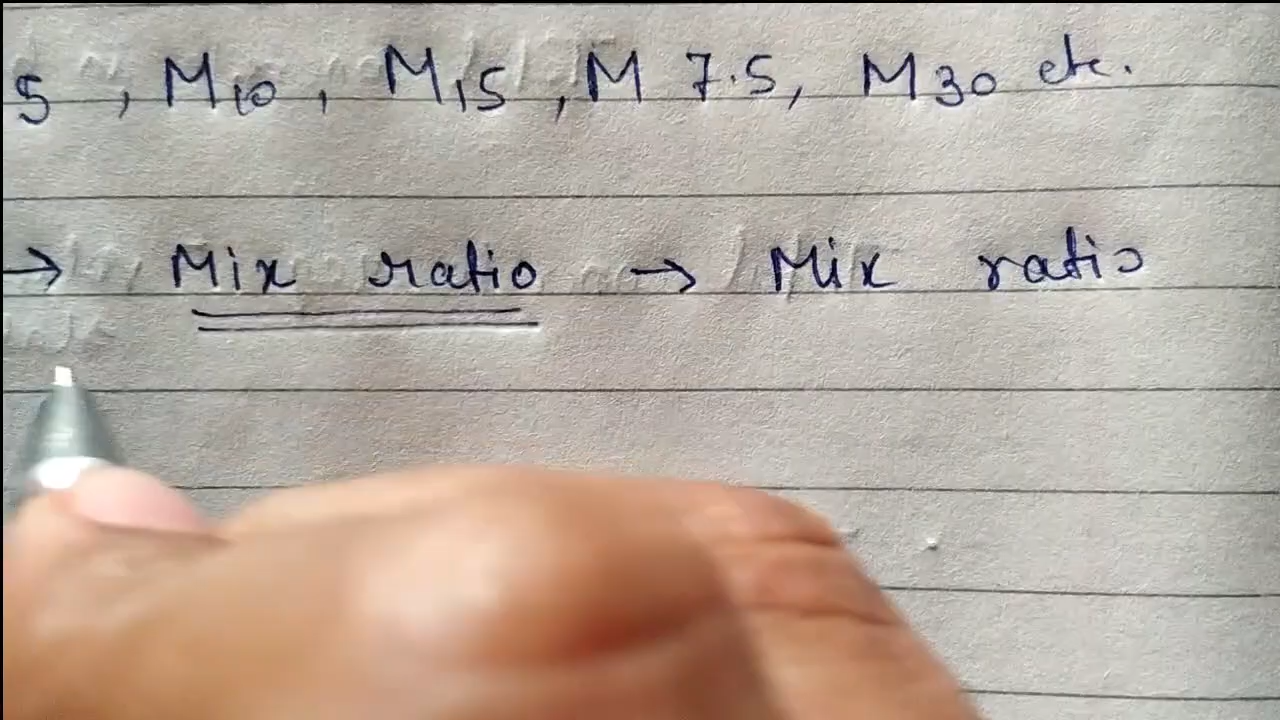 5 , M10 , M15 , M 7.5, M30 etc.
→ Mix ratio → Mix ratio